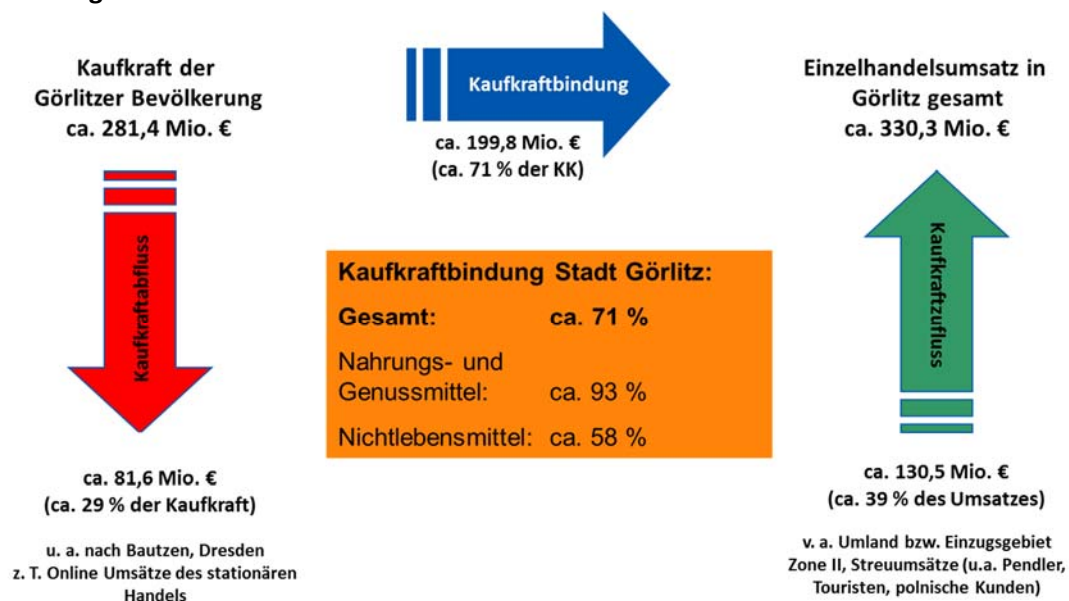 Kaufkraft der
Görlitzer Bevölkerung
ca. 281,4 Mio. €
Kaufkraftbindung
ca. 199,8 Mio. €
(ca. 71 % der KK)
Einzelhandelsumsatz in
Görlitz gesamt
ca. 330,3 Mio. €
Kaufkraftabfluss
Kaufkraftbindung Stadt Görlitz:
Gesamt: ca. 71 %
Nahrungs- und
Genussmittel: ca. 93 %
Nichtlebensmittel: ca. 58 %
Kaufkraftzufluss
ca. 81,6 Mio. €
(ca. 29 % der Kaufkraft)
u. a. nach Bautzen, Dresden
z. T. Online Umsätze des stationären
Handels
ca. 130,5 Mio. €
(ca. 39 % des Umsatzes)
v. a. Umland bzw. Einzugsgebiet
Zone II, Streuumsätze (u.a. Pendler,
Touristen, polnische Kunden)